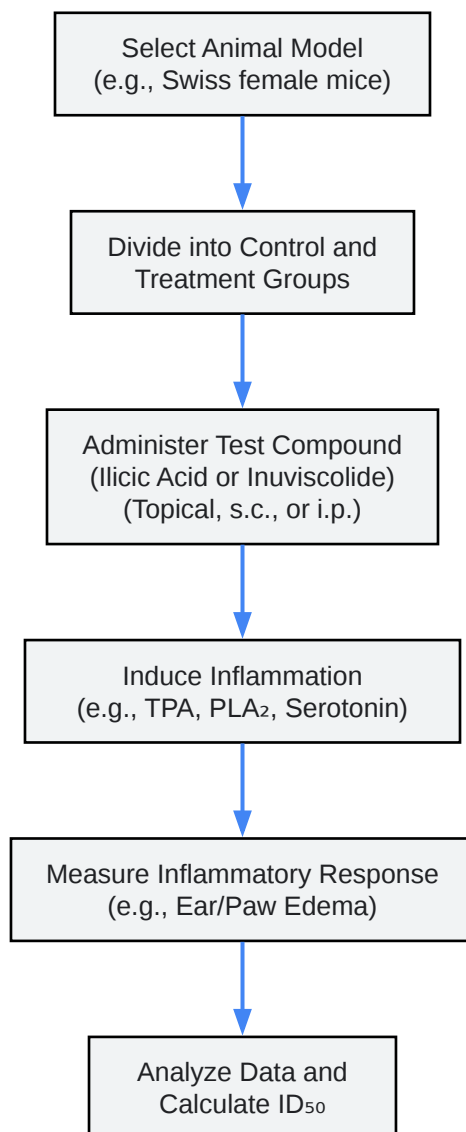 Select Animal Model
(e.g., Swiss female mice)
Divide into Control and
Treatment Groups
Administer Test Compound
(Ilicic Acid or Inuviscolide)
(Topical, s.c., or i.p.)
Induce Inflammation
(e.g., TPA, PLA₂, Serotonin)
Measure Inflammatory Response
(e.g., Ear/Paw Edema)
Analyze Data and
Calculate ID₅₀